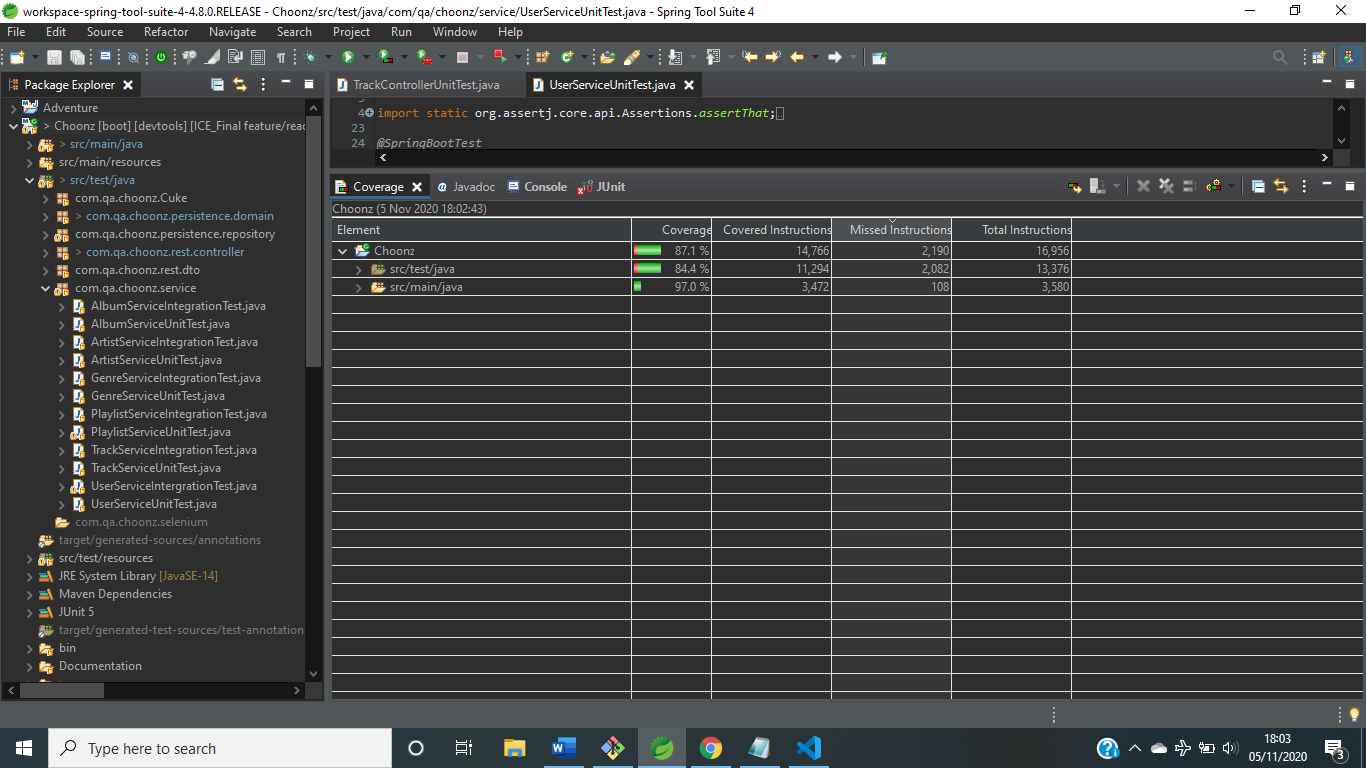 workspace-spring-tool-suite-4-4.8.0.RELEASE - Choonz/src/test/java/com/qa/choonz/service/UserServiceUnitTest.java - Spring Tool Suite 4
File Edit Source Refactor Navigate Search Project Run Window Help
Package Explorer
Adventure
> Choonz [boot] [devtools] [ICE_Final feature/read
> src/main/java
src/main/resources
> src/test/java
com.qa.choonz.Cuke
> com.qa.choonz.persistence.domain
com.qa.choonz.persistence.repository
> com.qa.choonz.rest.controller
com.qa.choonz.rest.dto
com.qa.choonz.service
AlbumServiceIntegrationTest.java
AlbumServiceUnitTest.java
ArtistServiceIntegrationTest.java
ArtistServiceUnitTest.java
GenreServiceIntegrationTest.java
GenreServiceUnitTest.java
PlaylistServiceIntegrationTest.java
PlaylistServiceUnitTest.java
TrackServiceIntegrationTest.java
TrackServiceUnitTest.java
UserServiceIntergrationTest.java
UserServiceUnitTest.java
com.qa.choonz.selenium
target/generated-sources/annotations
src/test/resources
JRE System Library [JavaSE-14]
Maven Dependencies
JUnit 5
target/generated-test-sources/test-annotation
bin
Documentation
TrackControllerUnitTest.java UserServiceUnitTest.java
4 import static org.assertj.core.api.Assertions.assertThat;
23
24 @SpringBootTest
Coverage Javadoc Console JUnit
Choonz (5 Nov 2020 18:02:43)
Element Coverage Covered Instructions Missed Instructions Total Instructions
Choonz 87.1 % 14,766 2,190 16,956
src/test/java 84.4 % 11,294 2,082 13,376
src/main/java 97.0 % 3,472 108 3,580
Type here to search
18:03
05/11/2020
3